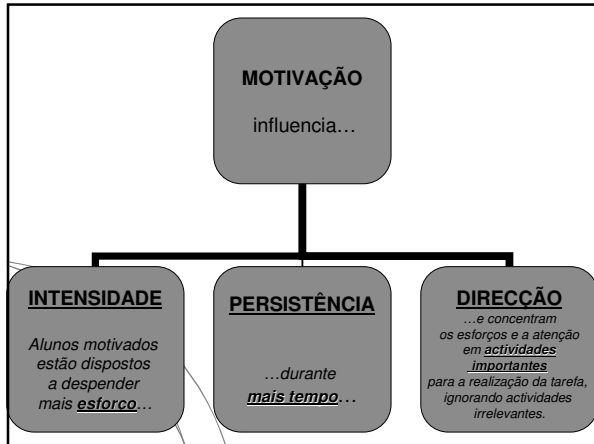 MOTIVAÇÃO
influencia…
INTENSIDADE
Alunos motivados
estão dispostos
a despender
mais esforco…
PERSISTÊNCIA
…durante
mais tempo…
DIRECÇÃO
…e concentram
os esforços e a atenção
em actividades
importantes
para a realização da tarefa,
ignorando actividades
irrelevantes.